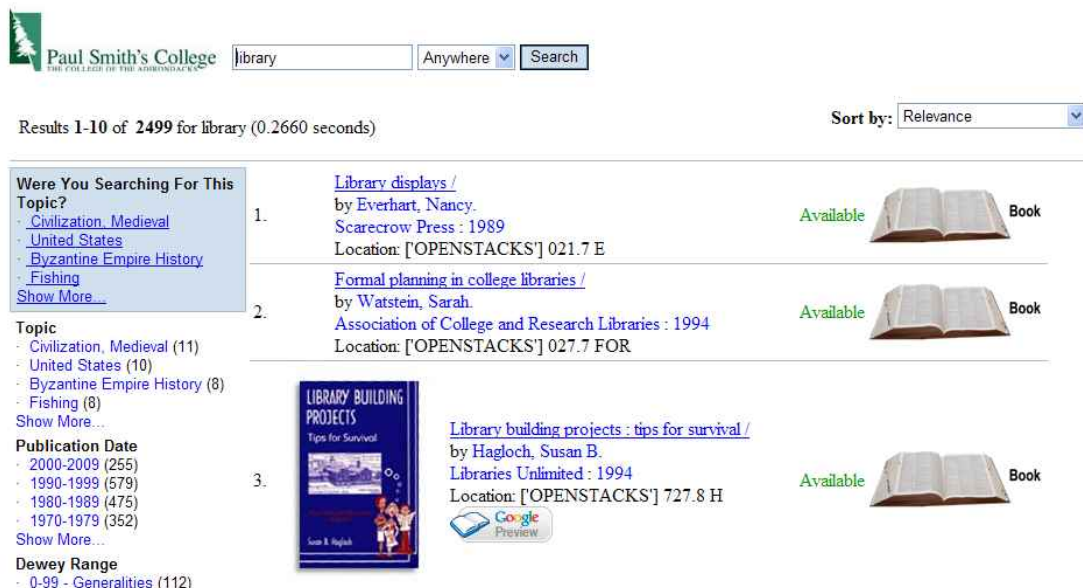 Paul Smith's College
THE COLLEGE OF THE ADIRONDACKS
library
Anywhere
Search
Results 1-10 of 2499 for library (0.2660 seconds)
Sort by: Relevance
Were You Searching For This
Topic?
· Civilization, Medieval
· United States
· Byzantine Empire History
· Fishing
Show More...
Topic
· Civilization, Medieval (11)
· United States (10)
· Byzantine Empire History (8)
· Fishing (8)
Show More...
Publication Date
· 2000-2009 (255)
· 1990-1999 (579)
· 1980-1989 (475)
· 1970-1979 (352)
Show More...
Dewey Range
· 0-99 - Generalities (112)
1.
Library displays /
by Everhart, Nancy.
Scarecrow Press : 1989
Location: ['OPENSTACKS'] 021.7 E
Available
Book
2.
Formal planning in college libraries /
by Watstein, Sarah.
Association of College and Research Libraries : 1994
Location: ['OPENSTACKS'] 027.7 FOR
Available
Book
3.
LIBRARY BUILDING
PROJECTS
Tips for Survival
Susan B. Hagloch
Library building projects : tips for survival /
by Hagloch, Susan B.
Libraries Unlimited : 1994
Location: ['OPENSTACKS'] 727.8 H
Google
Preview
Available
Book